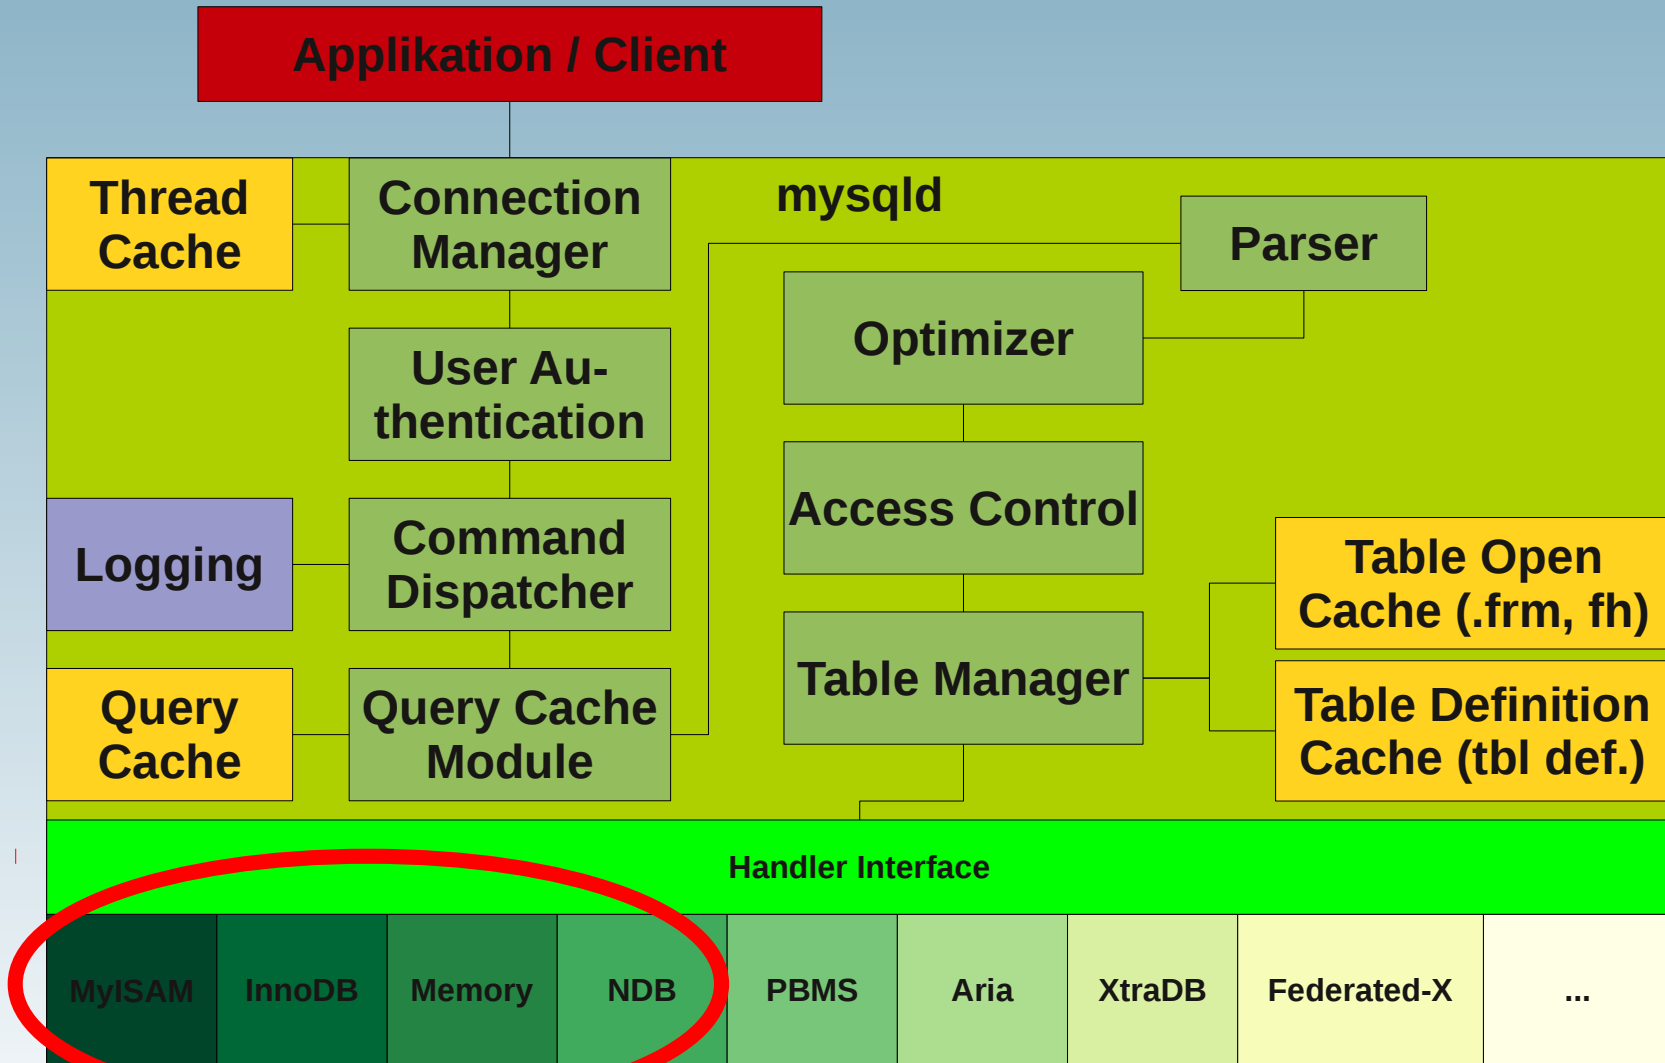 Applikation / Client
Thread
Cache
Connection
Manager
mysqld
Parser
Optimizer
User Au-
thentication
Access Control
Logging
Command
Dispatcher
Table Open
Cache (.frm, fh)
Table Manager
Query
Cache
Query Cache
Module
Table Definition
Cache (tbl def.)
Handler Interface
MyISAM
InnoDB
Memory
NDB
PBMS
Aria
XtraDB
Federated-X
...